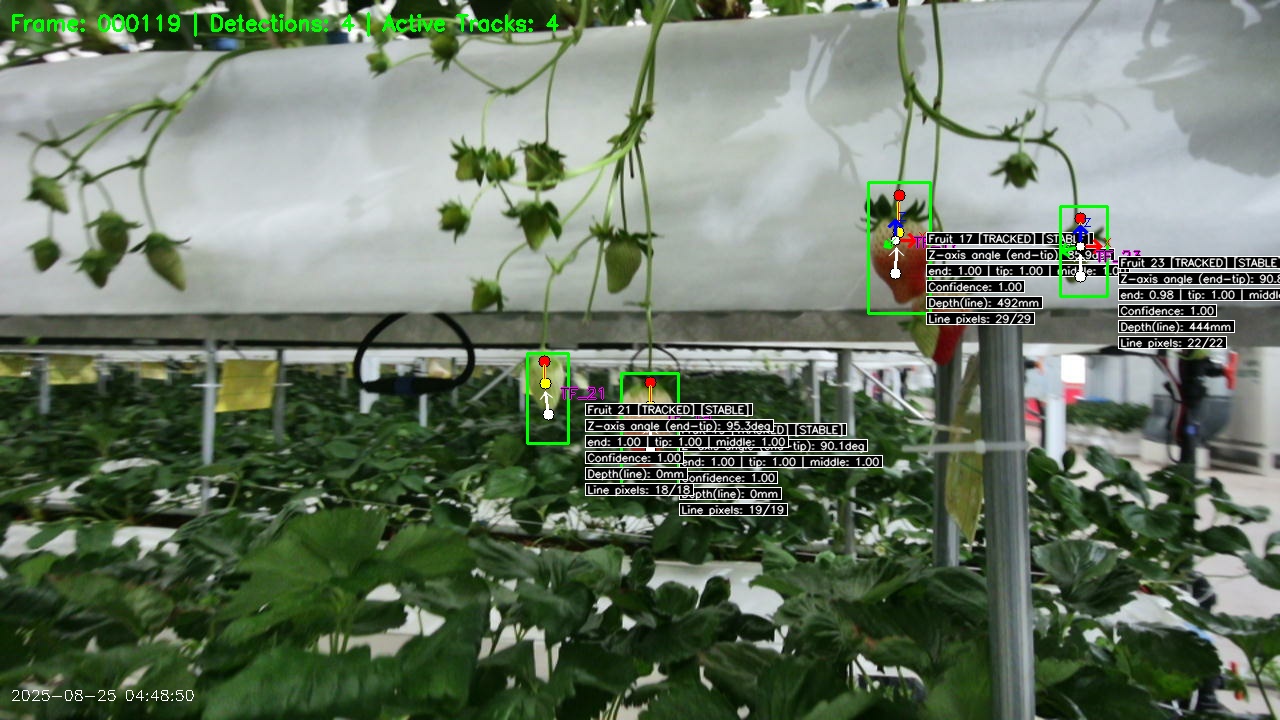 Frame: 000119 | Detections: 4 | Active Tracks: 4
Fruit 17 [TRACKED] [STABLE]
Z-axis angle (end-tip):
end: 1.00 | tip: 1.00 | middle: 1.0
Confidence: 1.00
Depth(line): 492mm
Line pixels: 29/29
Fruit 23 [TRACKED] [STABLE
Z-axis angle (end-tip): 90.
end: 0.98 | tip: 1.00 | middl
Confidence: 1.00
Depth(line): 444mm
Line pixels: 22/22
TF_21
Fruit 21 [TRACKED] [STABLE]
Z-axis angle (end-tip): 95.3deg
end: 1.00 | tip: 1.00 | middle: 1.00
Confidence: 1.00
Depth(line): 0mm
Line pixels: 18/18
[STABLE]
90.1deg
end: 1.00 | tip: 1.00 | middle: 1.00
Confidence: 1.00
Depth(line): 0mm
Line pixels: 19/19
2025-08-25 04:48:50